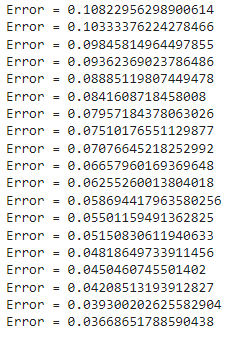 Error = 0.10822956298900614
Error = 0.10333376224278466
Error = 0.09845814964497855
Error = 0.09362369023786486
Error = 0.08885119807449478
Error = 0.0841608718458008
Error = 0.07957184378063026
Error = 0.07510176551129877
Error = 0.07076645218252992
Error = 0.06657960169369648
Error = 0.06255260013804018
Error = 0.058694417963580256
Error = 0.05501159491362825
Error = 0.05150830611940633
Error = 0.04818649733911456
Error = 0.0450460745501402
Error = 0.04208513193912827
Error = 0.039300202625582904
Error = 0.03668651788590438